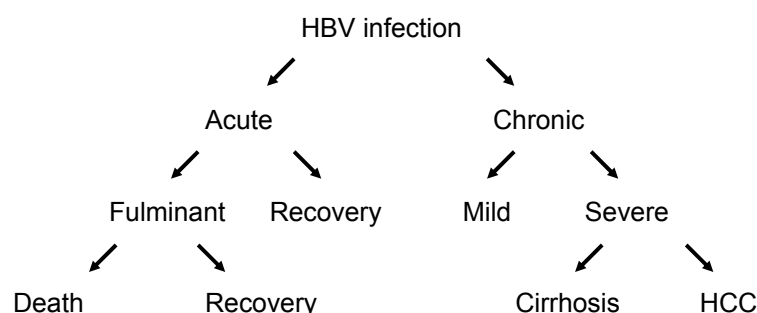 HBV infection
Acute Chronic
Fulminant Recovery Mild Severe
Death Recovery Cirrhosis HCC